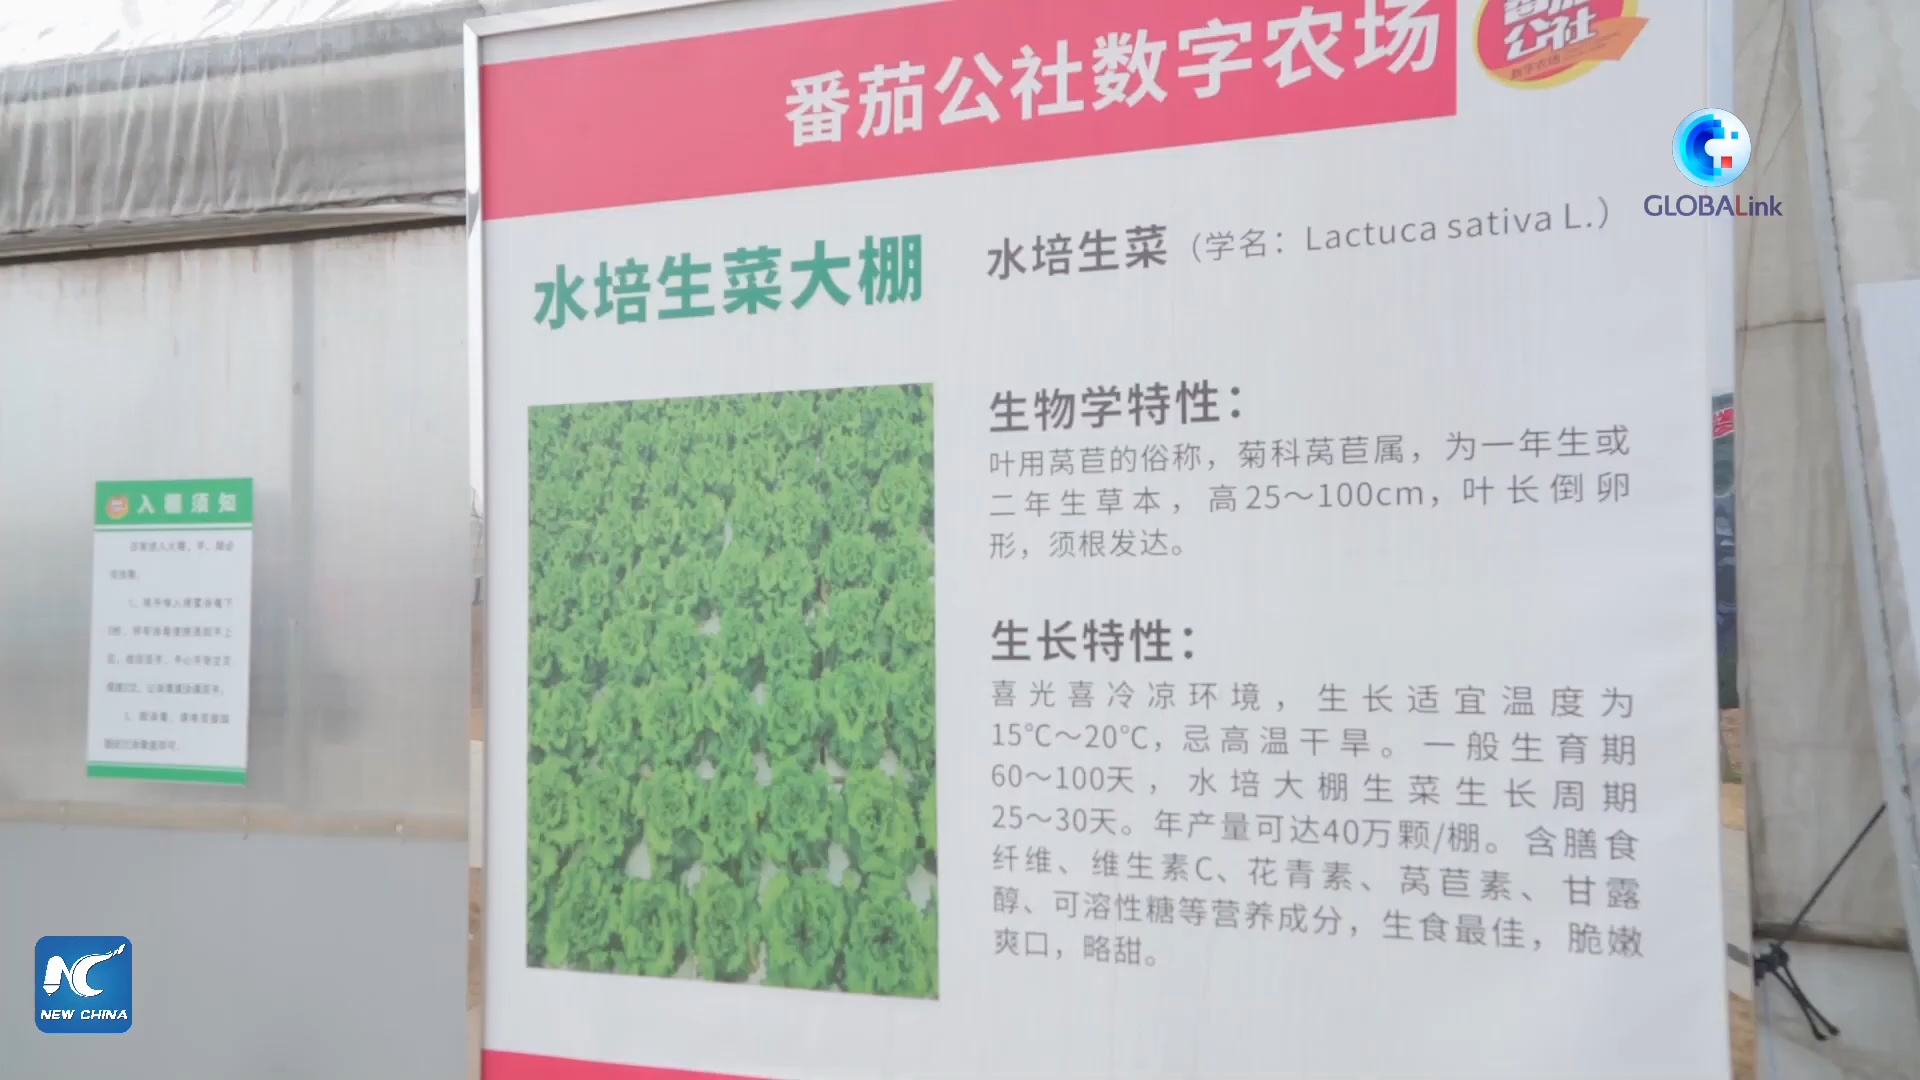 番茄公社数字农场
番茄
公社
数字农场
GLOBALink
水培生菜大棚
水培生菜（学名：Lactuca sativa L.）
生物学特性：
叶用莴苣的俗称，菊科莴苣属，为一年生或
二年生草本，高25～100cm，叶长倒卵
形，须根发达。
生长特性：
喜光喜冷凉环境，生长适宜温度为
15℃～20℃，忌高温干旱。一般生育期
60～100天，水培大棚生菜生长周期
25～30天。年产量可达40万颗/棚。含膳食
纤维、维生素C、花青素、莴苣素、甘露
醇、可溶性糖等营养成分，生食最佳，脆嫩
爽口，略甜。
入棚须知
NEW CHINA